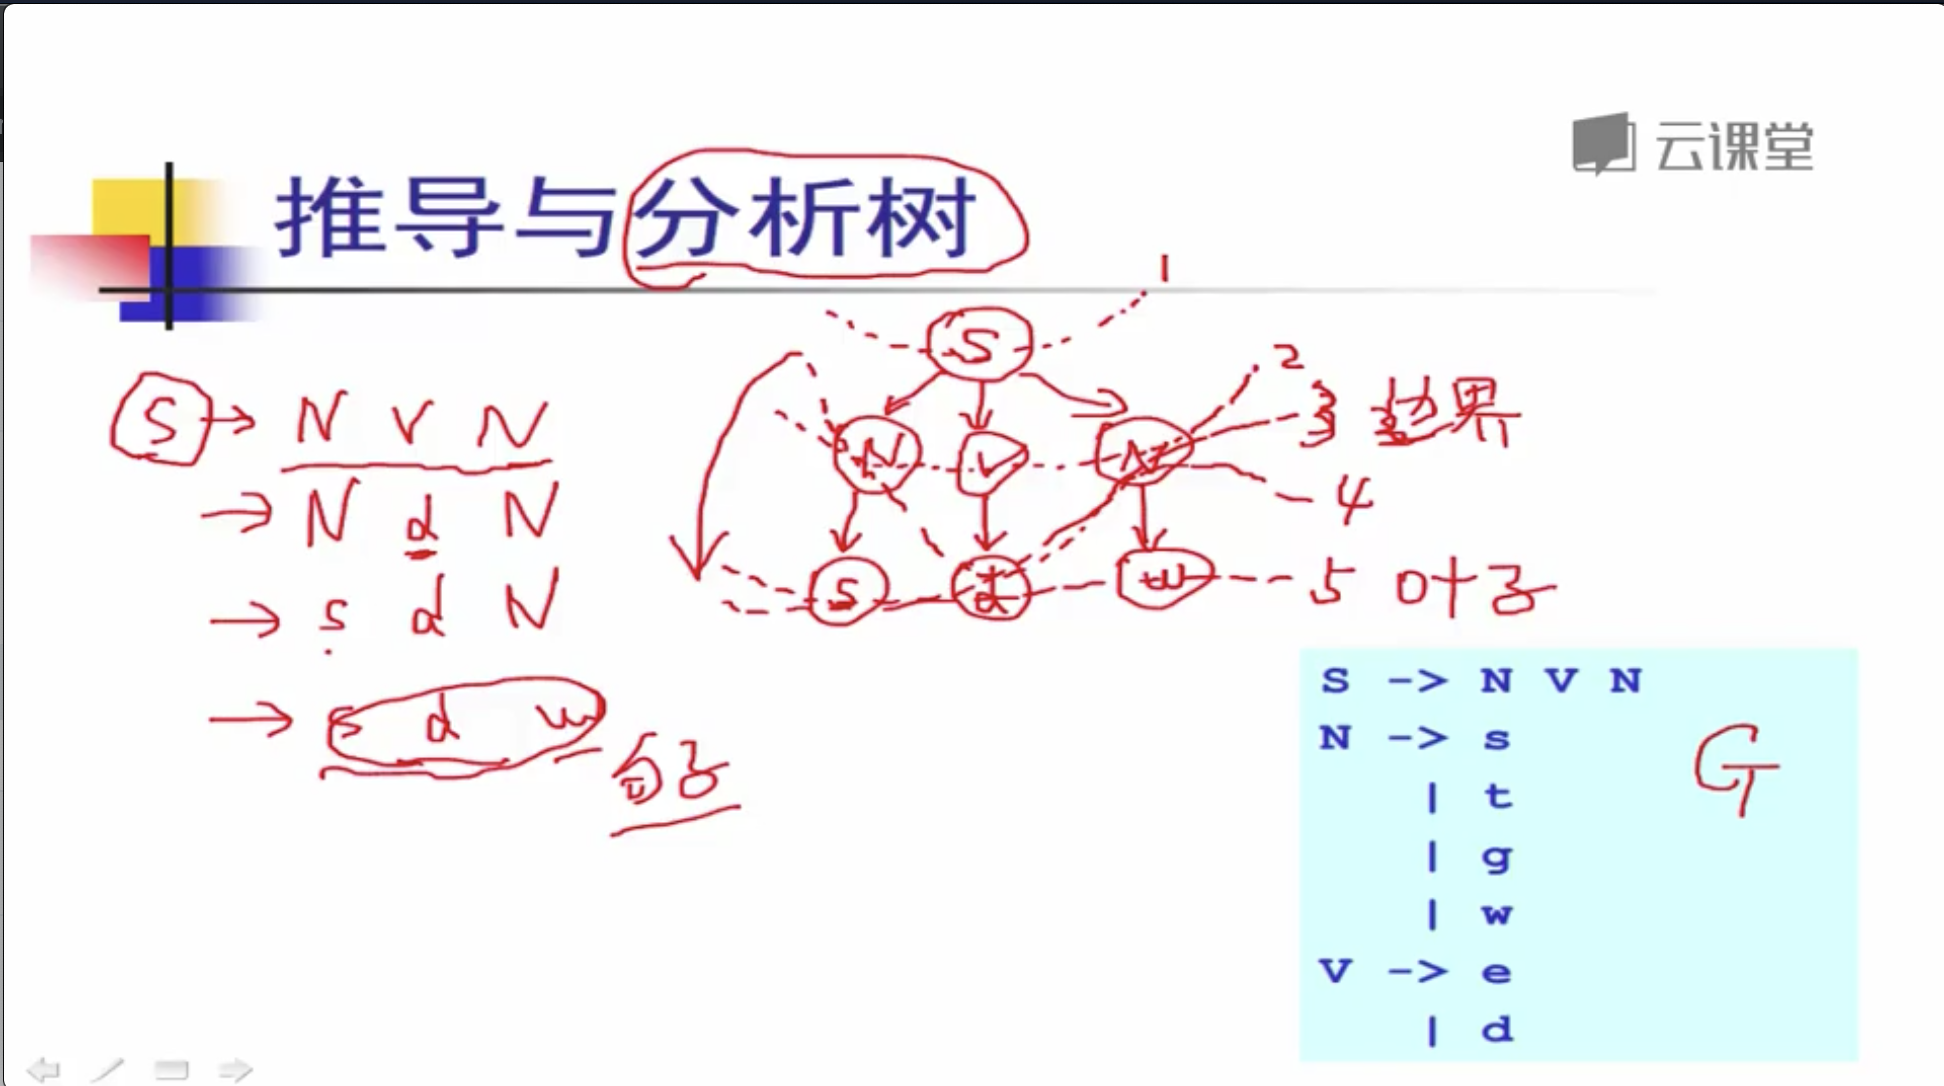 云课堂
推导与分析树
1
S
2
S → N V N
N V N
3 边界
→ N d N
4
→ s d N
s d w
5 叶子
→ s d w
句子
S -> N V N
N -> s
| t
| g
| w
V -> e
| d
G